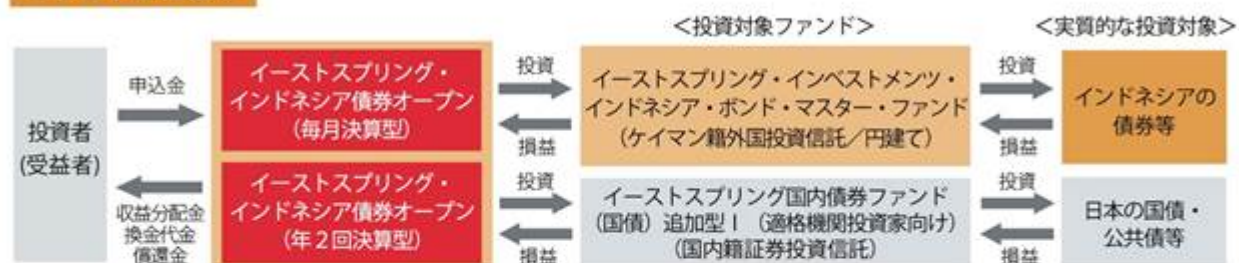 <投資対象ファンド>
<実質的な投資対象>
投資者
(受益者)
申込金
収益分配金
換金代金
償還金
イーストスプリング・
インドネシア債券オープン
(毎月決算型)
イーストスプリング・
インドネシア債券オープン
(年2回決算型)
投資
損益
投資
損益
イーストスプリング・インベストメンツ・
インドネシア・ボンド・マスター・ファンド
(ケイマン籍外国投資信託/円建て)
イーストスプリング国内債券ファンド
(国債)追加型Ⅰ(適格機関投資家向け)
(国内籍証券投資信託)
投資
損益
投資
損益
インドネシアの
債券等
日本の国債・
公共債等